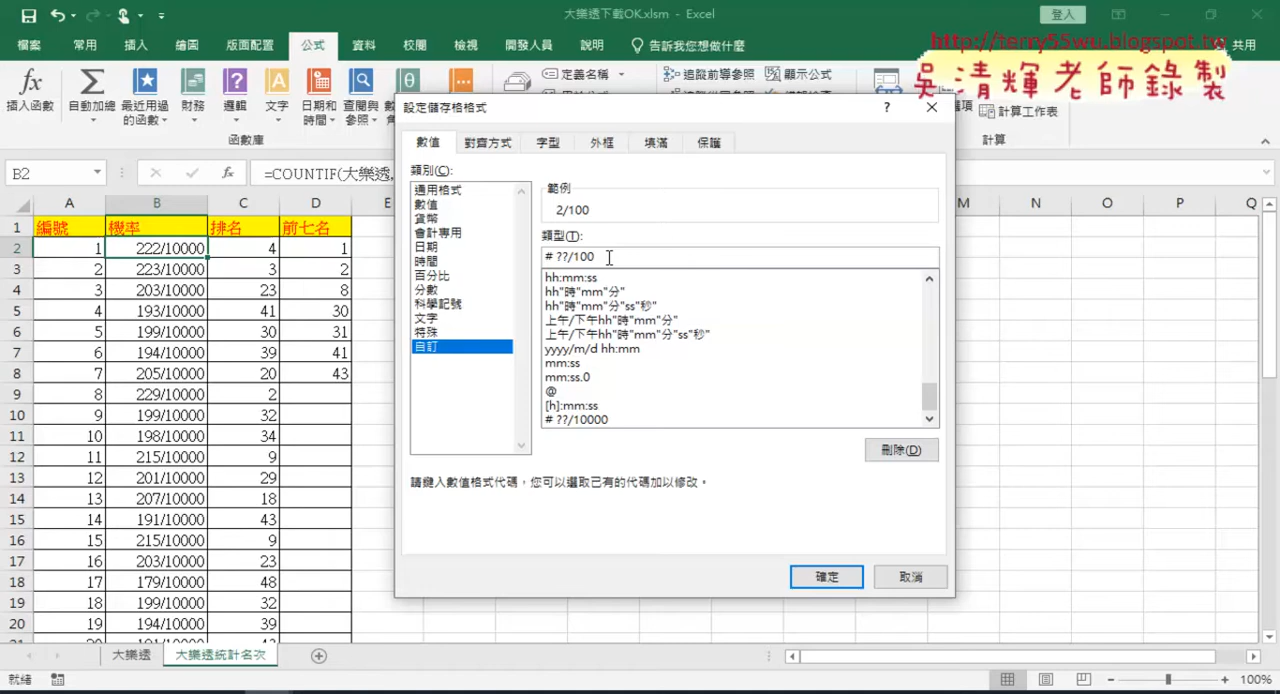 大樂透下載OK.xlsm - Excel
登入
檔案 常用 插入 繪圖 版面配置 公式 資料 校閱 檢視 開發人員 說明 告訴我您想做什麼 共用
http://terry55wu.blogspot.tw
吳清輝老師錄製
fx Σ ? A θ
插入函數 自動加總 最近用過的函數 財務 邏輯 文字 日期和時間 查閱與參照
定義名稱 追蹤前導參照 顯示公式
計算工作表
函數庫 計算
B2 fx =COUNTIF(大樂透,
A B C D E M N O P Q
1 編號 機率 排名 前七名
2 1 222/10000 4 1
3 2 223/10000 3 2
4 3 203/10000 23 8
5 4 193/10000 41 30
6 5 199/10000 30 31
7 6 194/10000 39 41
8 7 205/10000 20 43
9 8 229/10000 2
10 9 199/10000 32
11 10 198/10000 34
12 11 215/10000 9
13 12 201/10000 29
14 13 207/10000 18
15 14 191/10000 43
16 15 215/10000 9
17 16 203/10000 23
18 17 179/10000 48
19 18 199/10000 32
20 19 194/10000 39
設定儲存格格式 ?
數值 對齊方式 字型 外框 填滿 保護
類別(C):
通用格式
數值
貨幣
會計專用
日期
時間
百分比
分數
科學記號
文字
特殊
自訂
範例
2/100
類型(T):
# ??/100
hh:mm:ss
hh"時"mm"分"
hh"時"mm"分"ss"秒"
上午/下午hh"時"mm"分"
上午/下午hh"時"mm"分"ss"秒"
yyyy/m/d hh:mm
mm:ss
mm:ss.0
@
[h]:mm:ss
# ??/10000
刪除(D)
請鍵入數值格式代碼，您可以選取已有的代碼加以修改。
確定 取消
大樂透 大樂透統計名次
就緒 100%